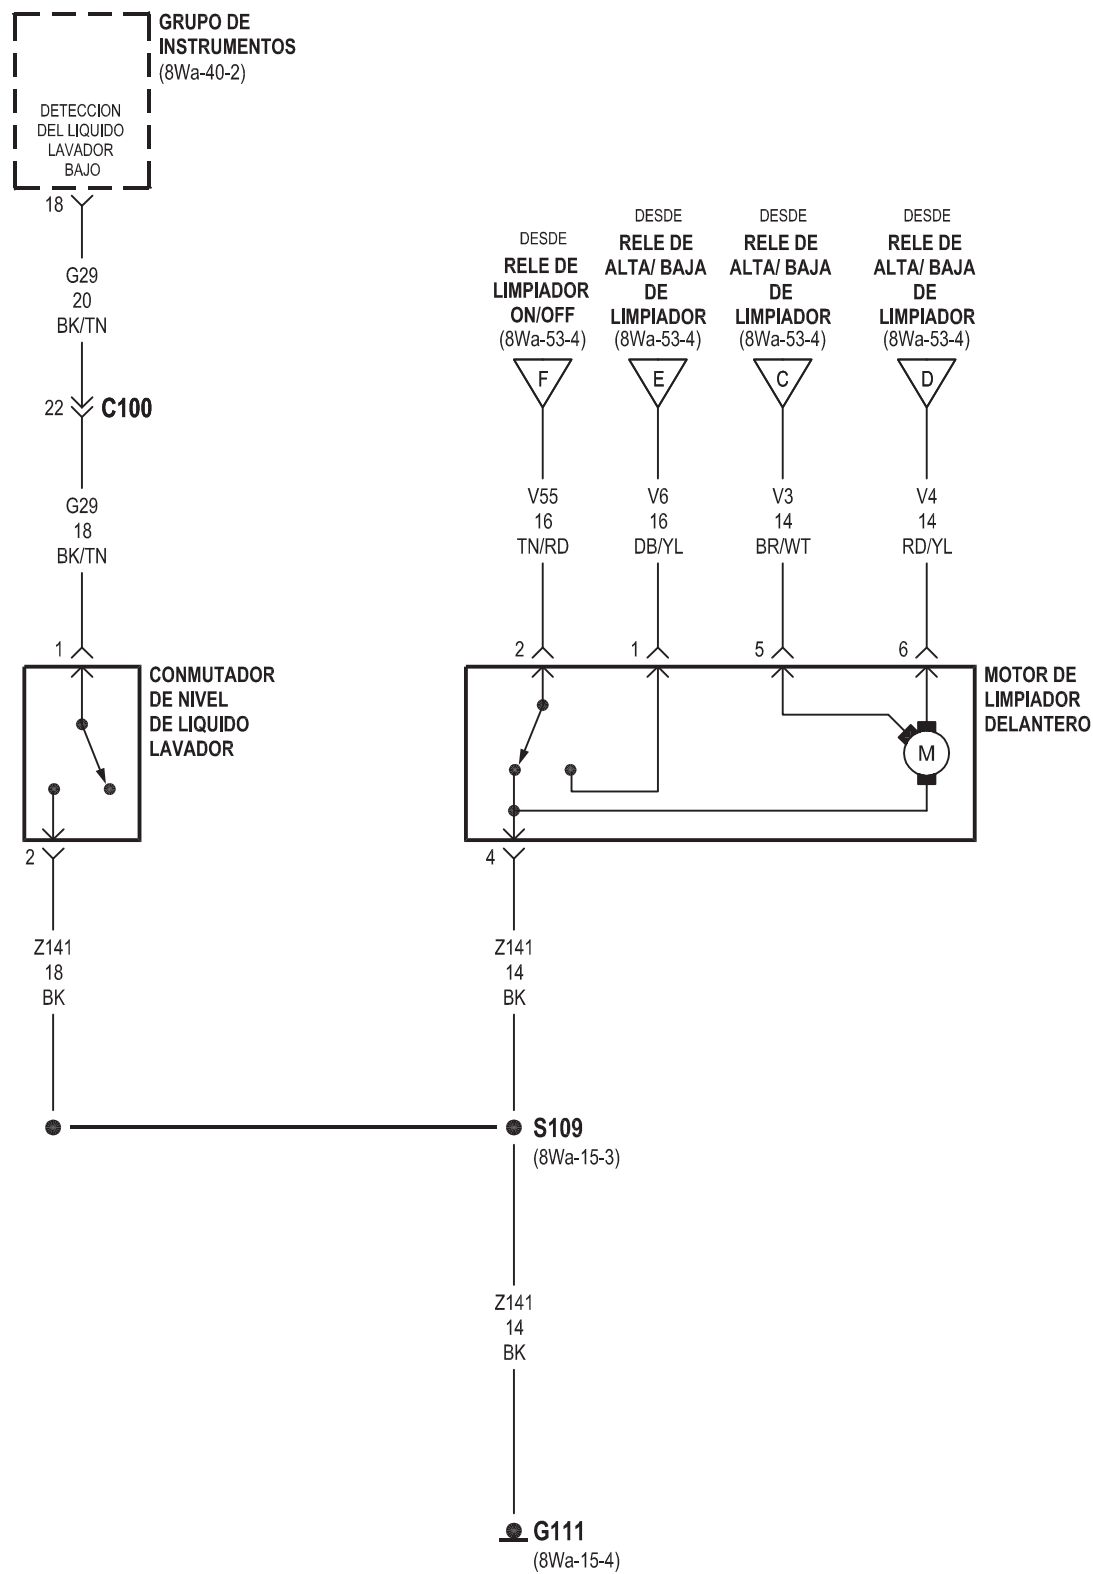 GRUPO DE
INSTRUMENTOS
(8Wa-40-2)
DETECCION
DEL LIQUIDO
LAVADOR
BAJO
18
G29
20
BK/TN
22
C100
G29
18
BK/TN
1
CONMUTADOR
DE NIVEL
DE LIQUIDO
LAVADOR
2
Z141
18
BK
DESDE
RELE DE
LIMPIADOR
ON/OFF
(8Wa-53-4)
F
V55
16
TN/RD
2
DESDE
RELE DE
ALTA/ BAJA
DE
LIMPIADOR
(8Wa-53-4)
E
V6
16
DB/YL
1
DESDE
RELE DE
ALTA/ BAJA
DE
LIMPIADOR
(8Wa-53-4)
C
V3
14
BR/WT
5
DESDE
RELE DE
ALTA/ BAJA
DE
LIMPIADOR
(8Wa-53-4)
D
V4
14
RD/YL
6
MOTOR DE
LIMPIADOR
DELANTERO
M
4
Z141
14
BK
S109
(8Wa-15-3)
Z141
14
BK
G111
(8Wa-15-4)